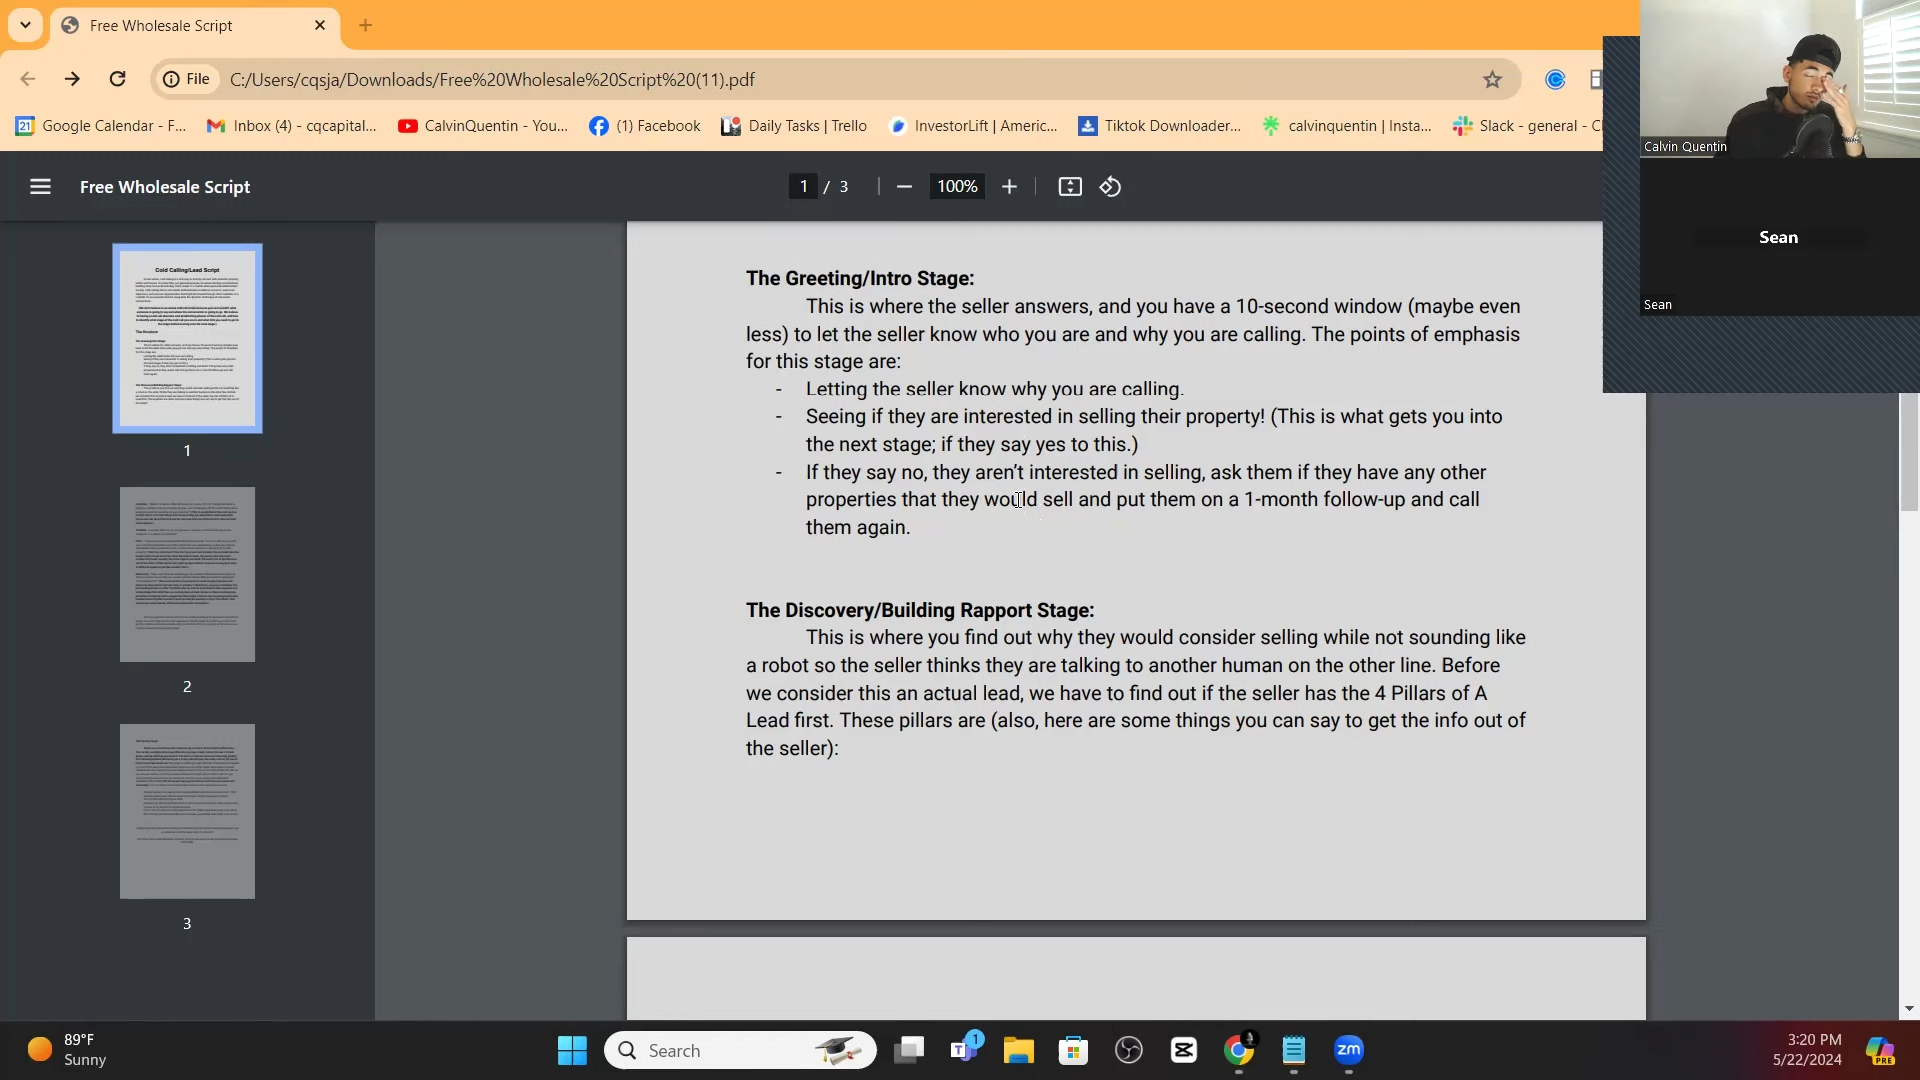 Free Wholesale Script
File
C:/Users/cqsja/Downloads/Free%20Wholesale%20Script%20(11).pdf
Google Calendar - F...
Inbox (4) - cqcapital...
CalvinQuentin - You...
(1) Facebook
Daily Tasks | Trello
InvestorLift | Americ...
Tiktok Downloader...
calvinquentin | Insta...
Slack - general - C
Calvin Quentin
Sean
Sean
Free Wholesale Script
1 / 3
100%
Cold Calling/Lead Script
1
2
3
The Greeting/Intro Stage:
This is where the seller answers, and you have a 10-second window (maybe even
less) to let the seller know who you are and why you are calling. The points of emphasis
for this stage are:
- Letting the seller know why you are calling.
- Seeing if they are interested in selling their property! (This is what gets you into
the next stage; if they say yes to this.)
- If they say no, they aren't interested in selling, ask them if they have any other
properties that they would sell and put them on a 1-month follow-up and call
them again.
The Discovery/Building Rapport Stage:
This is where you find out why they would consider selling while not sounding like
a robot so the seller thinks they are talking to another human on the other line. Before
we consider this an actual lead, we have to find out if the seller has the 4 Pillars of A
Lead first. These pillars are (also, here are some things you can say to get the info out of
the seller):
89°F
Sunny
Search
1
zm
3:20 PM
5/22/2024
PRE